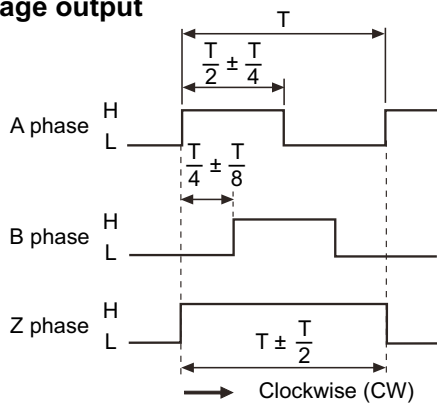 age output
T
T/2 ± T/4
A phase H
L
T/4 ± T/8
B phase H
L
Z phase H
L
T ± T/2
Clockwise (CW)